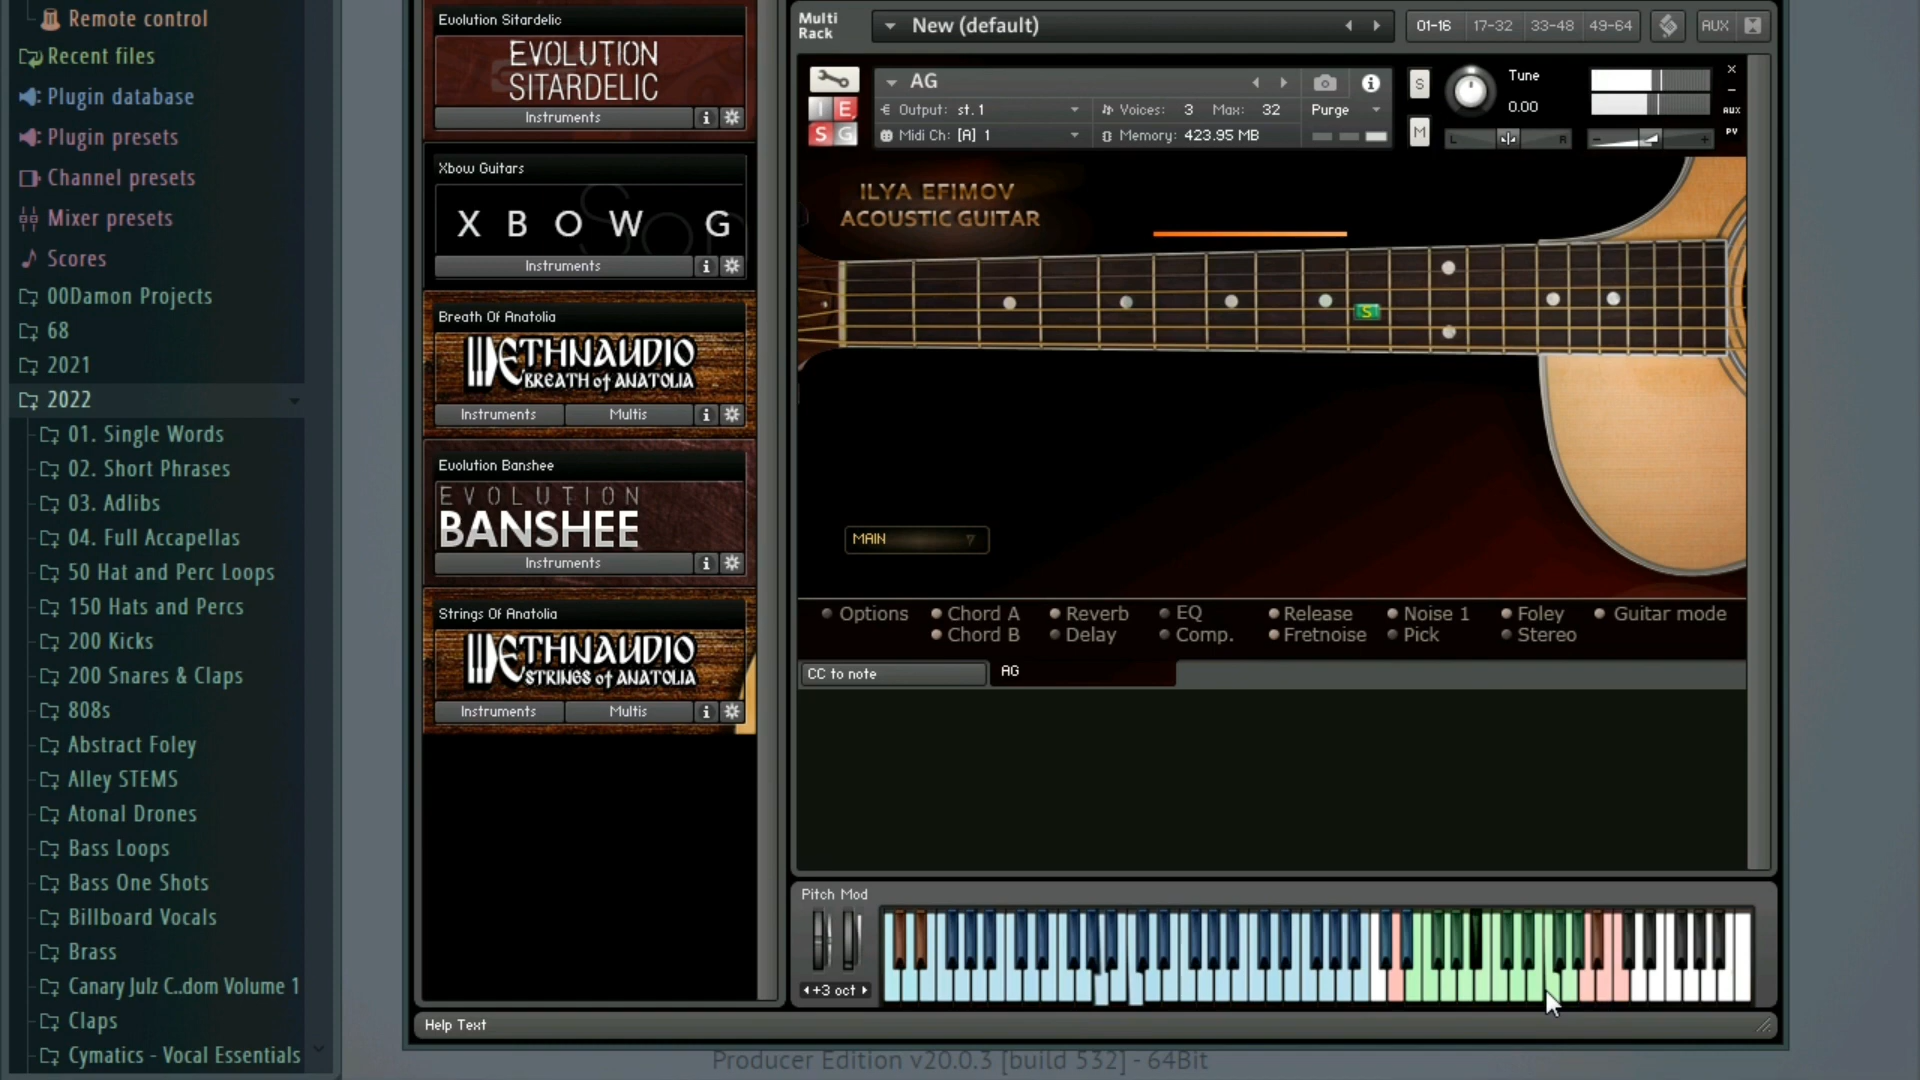 Remote control
Recent files
Plugin database
Plugin presets
Channel presets
Mixer presets
Scores
00Damon Projects
68
2021
2022
01. Single Words
02. Short Phrases
03. Adlibs
04. Full Accapellas
50 Hat and Perc Loops
150 Hats and Percs
200 Kicks
200 Snares & Claps
808s
Abstract Foley
Alley STEMS
Atonal Drones
Bass Loops
Bass One Shots
Billboard Vocals
Brass
Canary Julz C..dom Volume 1
Claps
Cymatics - Vocal Essentials
Evolution Sitardelic
EVOLUTION
SITARDELIC
Instruments
Xbow Guitars
X B O W G
Instruments
Breath Of Anatolia
ETHNAUDIO
BREATH of ANATOLIA
Instruments Multis
Evolution Banshee
EVOLUTION
BANSHEE
Instruments
Strings Of Anatolia
ETHNAUDIO
STRINGS of ANATOLIA
Instruments Multis
Multi
Rack
New (default)
01-16 17-32 33-48 49-64
AUX
AG
Output: st. 1
Voices: 3 Max: 32
Purge
Midi Ch: [A] 1
Memory: 423.95 MB
I E
S G
S
M
Tune
0.00
L R
- +
AUX
PV
ILYA EFIMOV
ACOUSTIC GUITAR
S
MAIN
Options Chord A Reverb EQ Release Noise 1 Foley Guitar mode
Chord B Delay Comp. Fretnoise Pick Stereo
CC to note AG
Pitch Mod
+3 oct
Help Text
Producer Edition v20.0.3 [build 532] - 64Bit